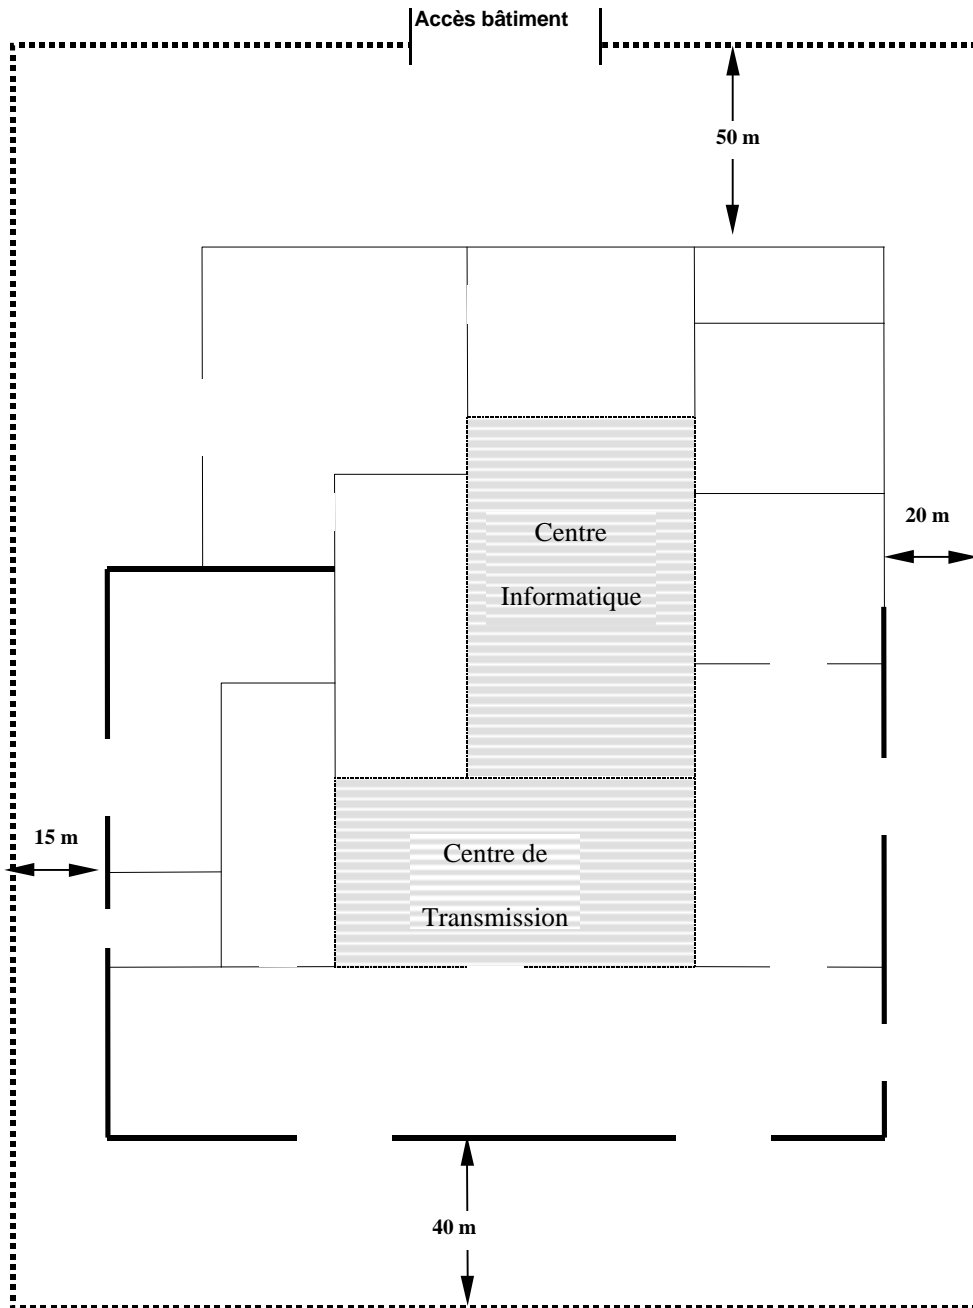 Accès bâtiment
50 m
20 m
Centre
Informatique
15 m
Centre de
Transmission
40 m